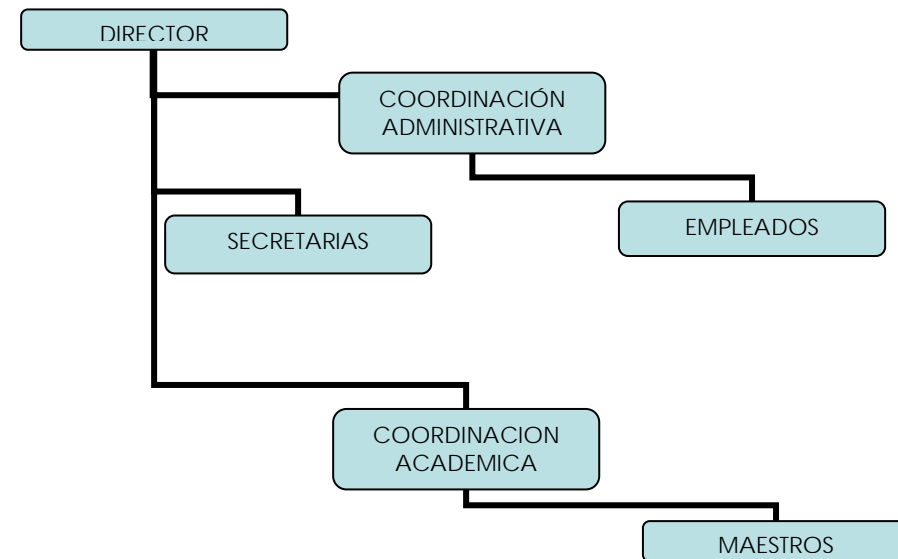 DIRECTOR
COORDINACIÓN
ADMINISTRATIVA
SECRETARIAS
EMPLEADOS
COORDINACION
ACADEMICA
MAESTROS